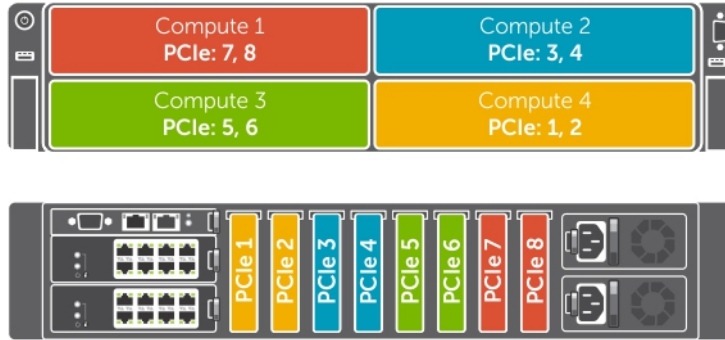 Compute 1
PCIe: 7, 8
Compute 2
PCIe: 3, 4
Compute 3
PCIe: 5, 6
Compute 4
PCIe: 1, 2
PCIe 1
PCIe 2
PCIe 3
PCIe 4
PCIe 5
PCIe 6
PCIe 7
PCIe 8